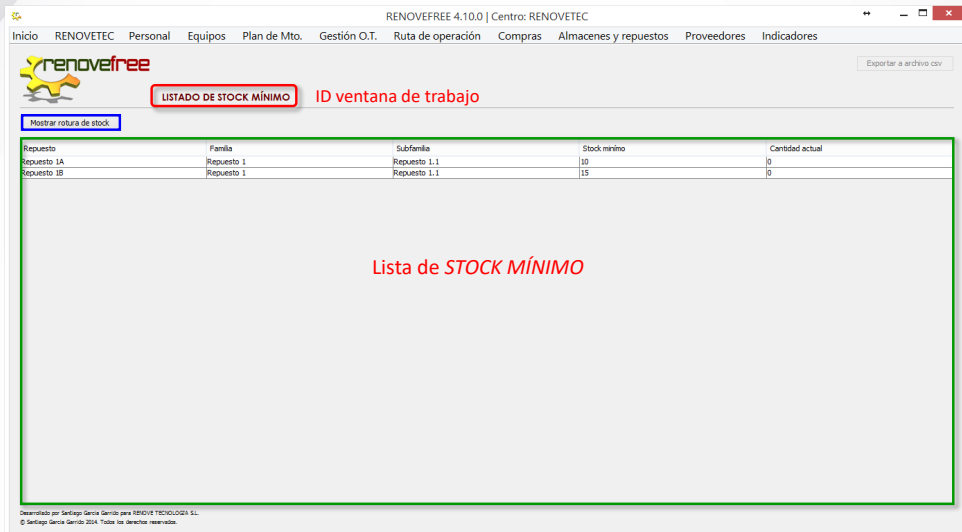 RENOVEFREE 4.10.0 | Centro: RENOVETEC
Inicio RENOVETEC Personal Equipos Plan de Mto. Gestión O.T. Ruta de operación Compras Almacenes y repuestos Proveedores Indicadores
renovefree
Exportar a archivo csv
LISTADO DE STOCK MÍNIMO ID ventana de trabajo
Mostrar rotura de stock
Repuesto Familia Subfamilia Stock minímo Cantidad actual
Repuesto 1A Repuesto 1 Repuesto 1.1 10 0
Repuesto 1B Repuesto 1 Repuesto 1.1 15 0
Lista de STOCK MÍNIMO
Desarrollado por Santiago Garcia Garrido para RENOVE TECNOLOGÍA S.L.
© Santiago Garcia Garrido 2014. Todos los derechos reservados.